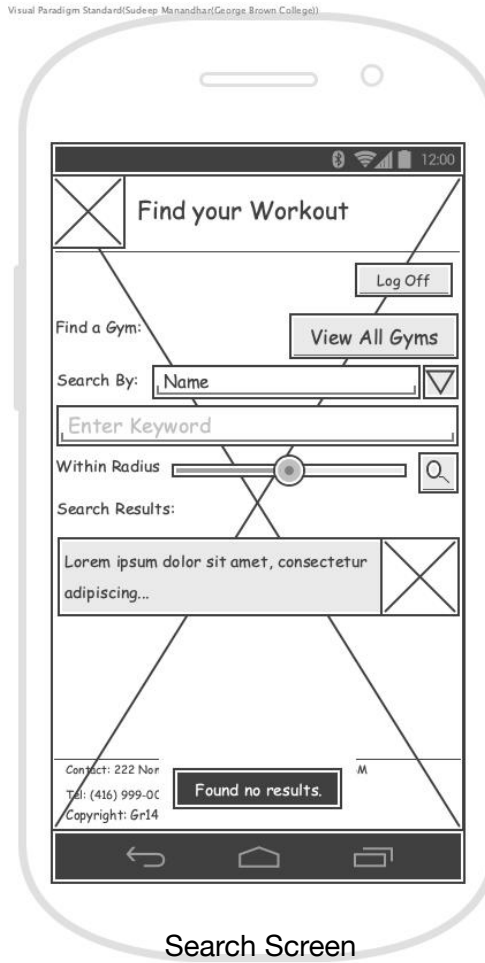 Visual Paradigm Standard(Sudeep Manandhar(George Brown College))
12:00
Find your Workout
Log Off
Find a Gym:
View All Gyms
Search By:
Name
Enter Keyword
Within Radius
Search Results:
Lorem ipsum dolor sit amet, consectetur
adipiscing...
Contact: 222 Nor
M
Tel: (416) 999-00
Found no results.
Copyright: Gr14
Search Screen